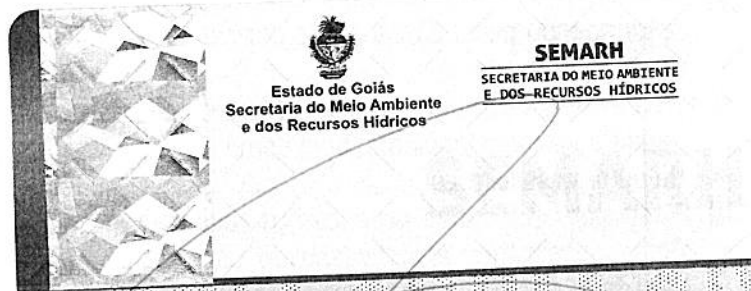 Estado de Goiás
Secretaria do Meio Ambiente
e dos Recursos Hídricos
SEMARH
SECRETARIA DO MEIO AMBIENTE
E DOS RECURSOS HÍDRICOS